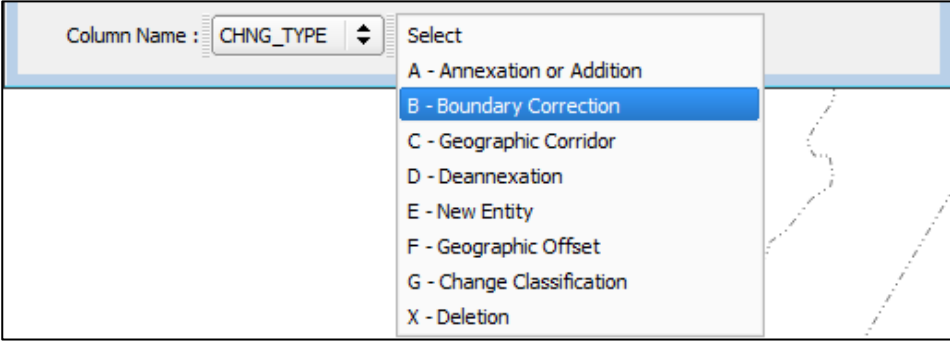 Column Name : CHNG_TYPE Select
A - Annexation or Addition
B - Boundary Correction
C - Geographic Corridor
D - Deannexation
E - New Entity
F - Geographic Offset
G - Change Classification
X - Deletion